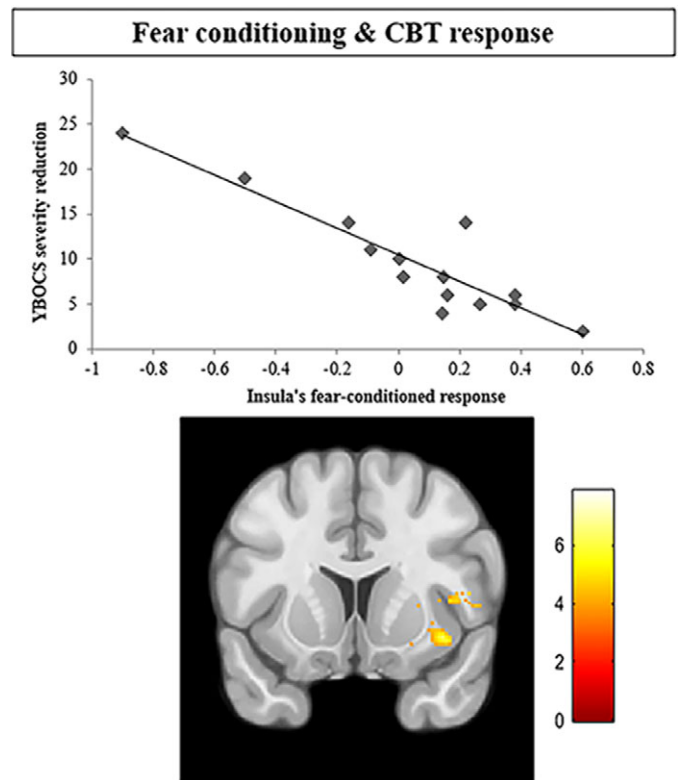 Fear conditioning & CBT response
30
25
20
15
10
5
0
YBOCS severity reduction
-1 -0.8 -0.6 -0.4 -0.2 0 0.2 0.4 0.6 0.8
Insula's fear-conditioned response
6
4
2
0